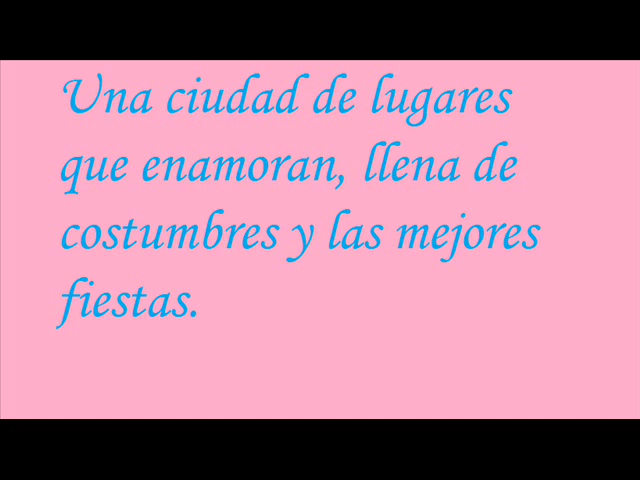 Una ciudad de lugares
que enamoran, llena de
costumbres y las mejores
fiestas.